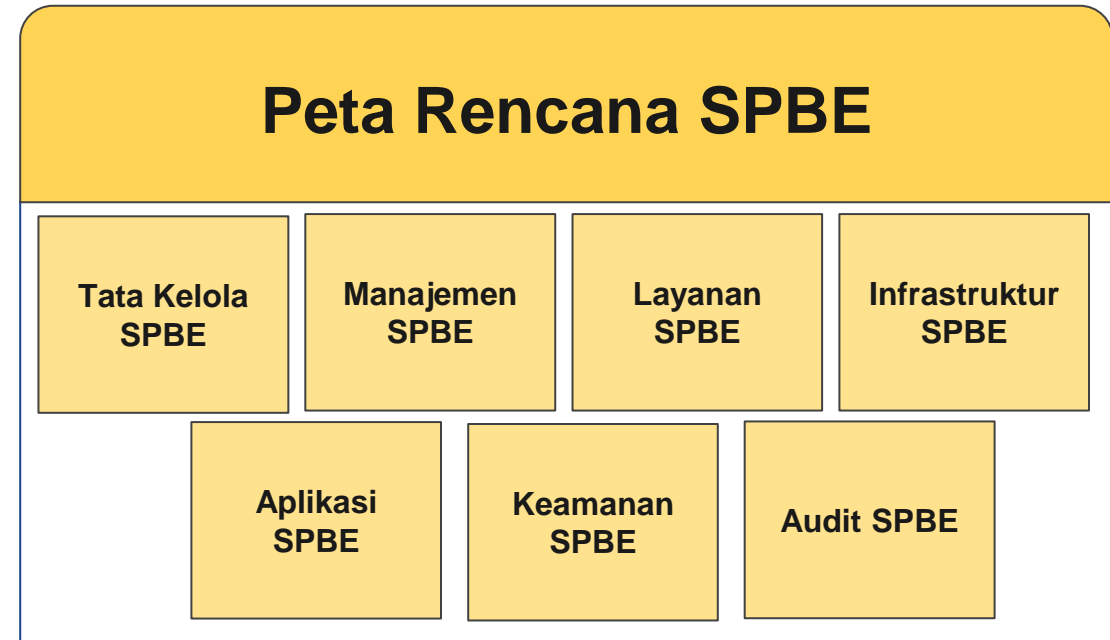 Peta Rencana SPBE
Tata Kelola
SPBE
Manajemen
SPBE
Layanan
SPBE
Infrastruktur
SPBE
Aplikasi
SPBE
Keamanan
SPBE
Audit SPBE